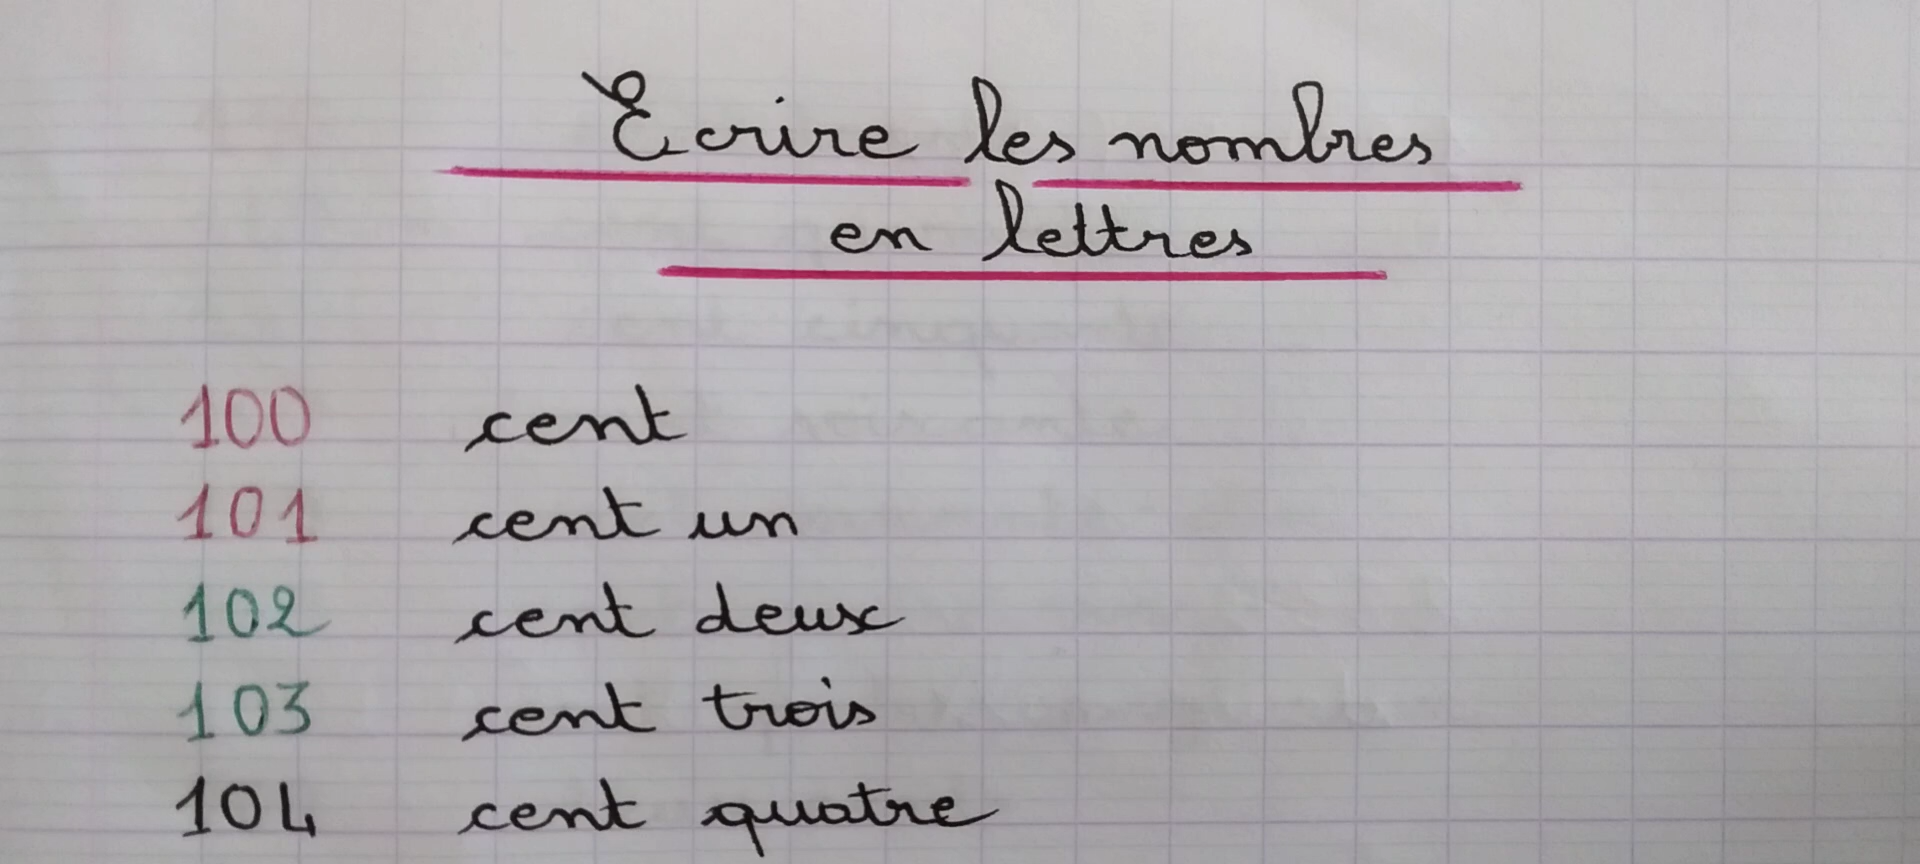 Ecrire les nombres
en lettres
100 cent
101 cent un
102 cent deux
103 cent trois
104 cent quatre